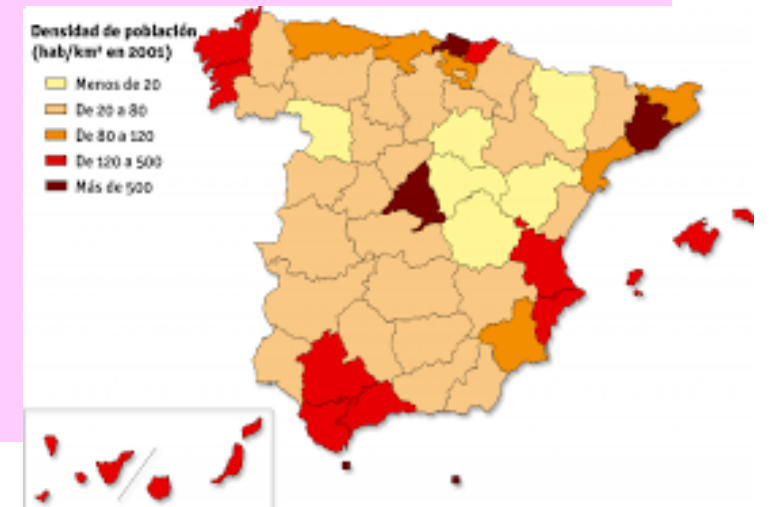 Densidad de población
(hab/km² en 2001)
Menos de 20
De 20 a 80
De 80 a 120
De 120 a 500
Más de 500